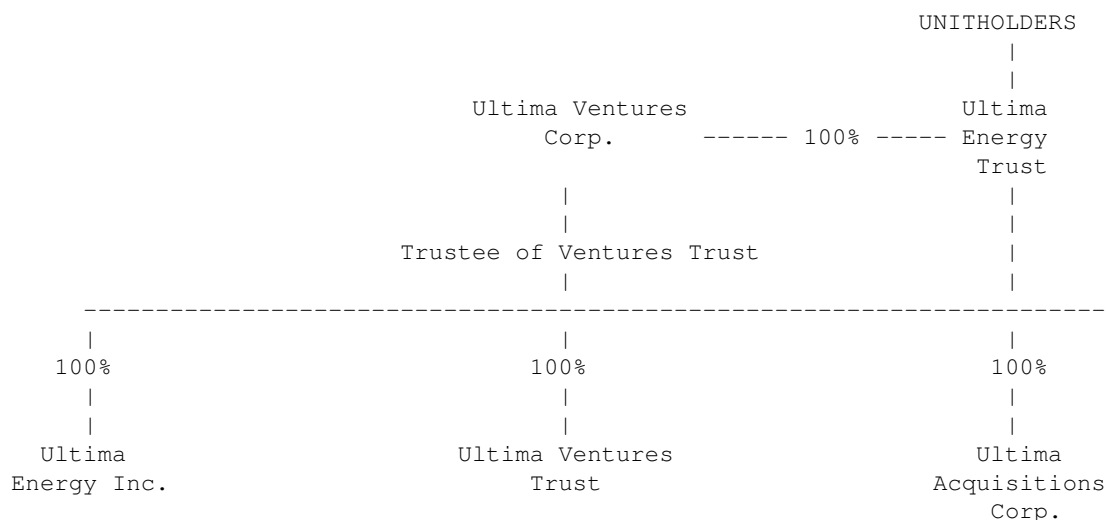 UNITHOLDERS
Ultima Ventures Ultima
Corp. ------ 100% ----- Energy
Trust
Trustee of Ventures Trust
100% 100% 100%
Ultima Ultima Ventures Ultima
Energy Inc. Trust Acquisitions
Corp.